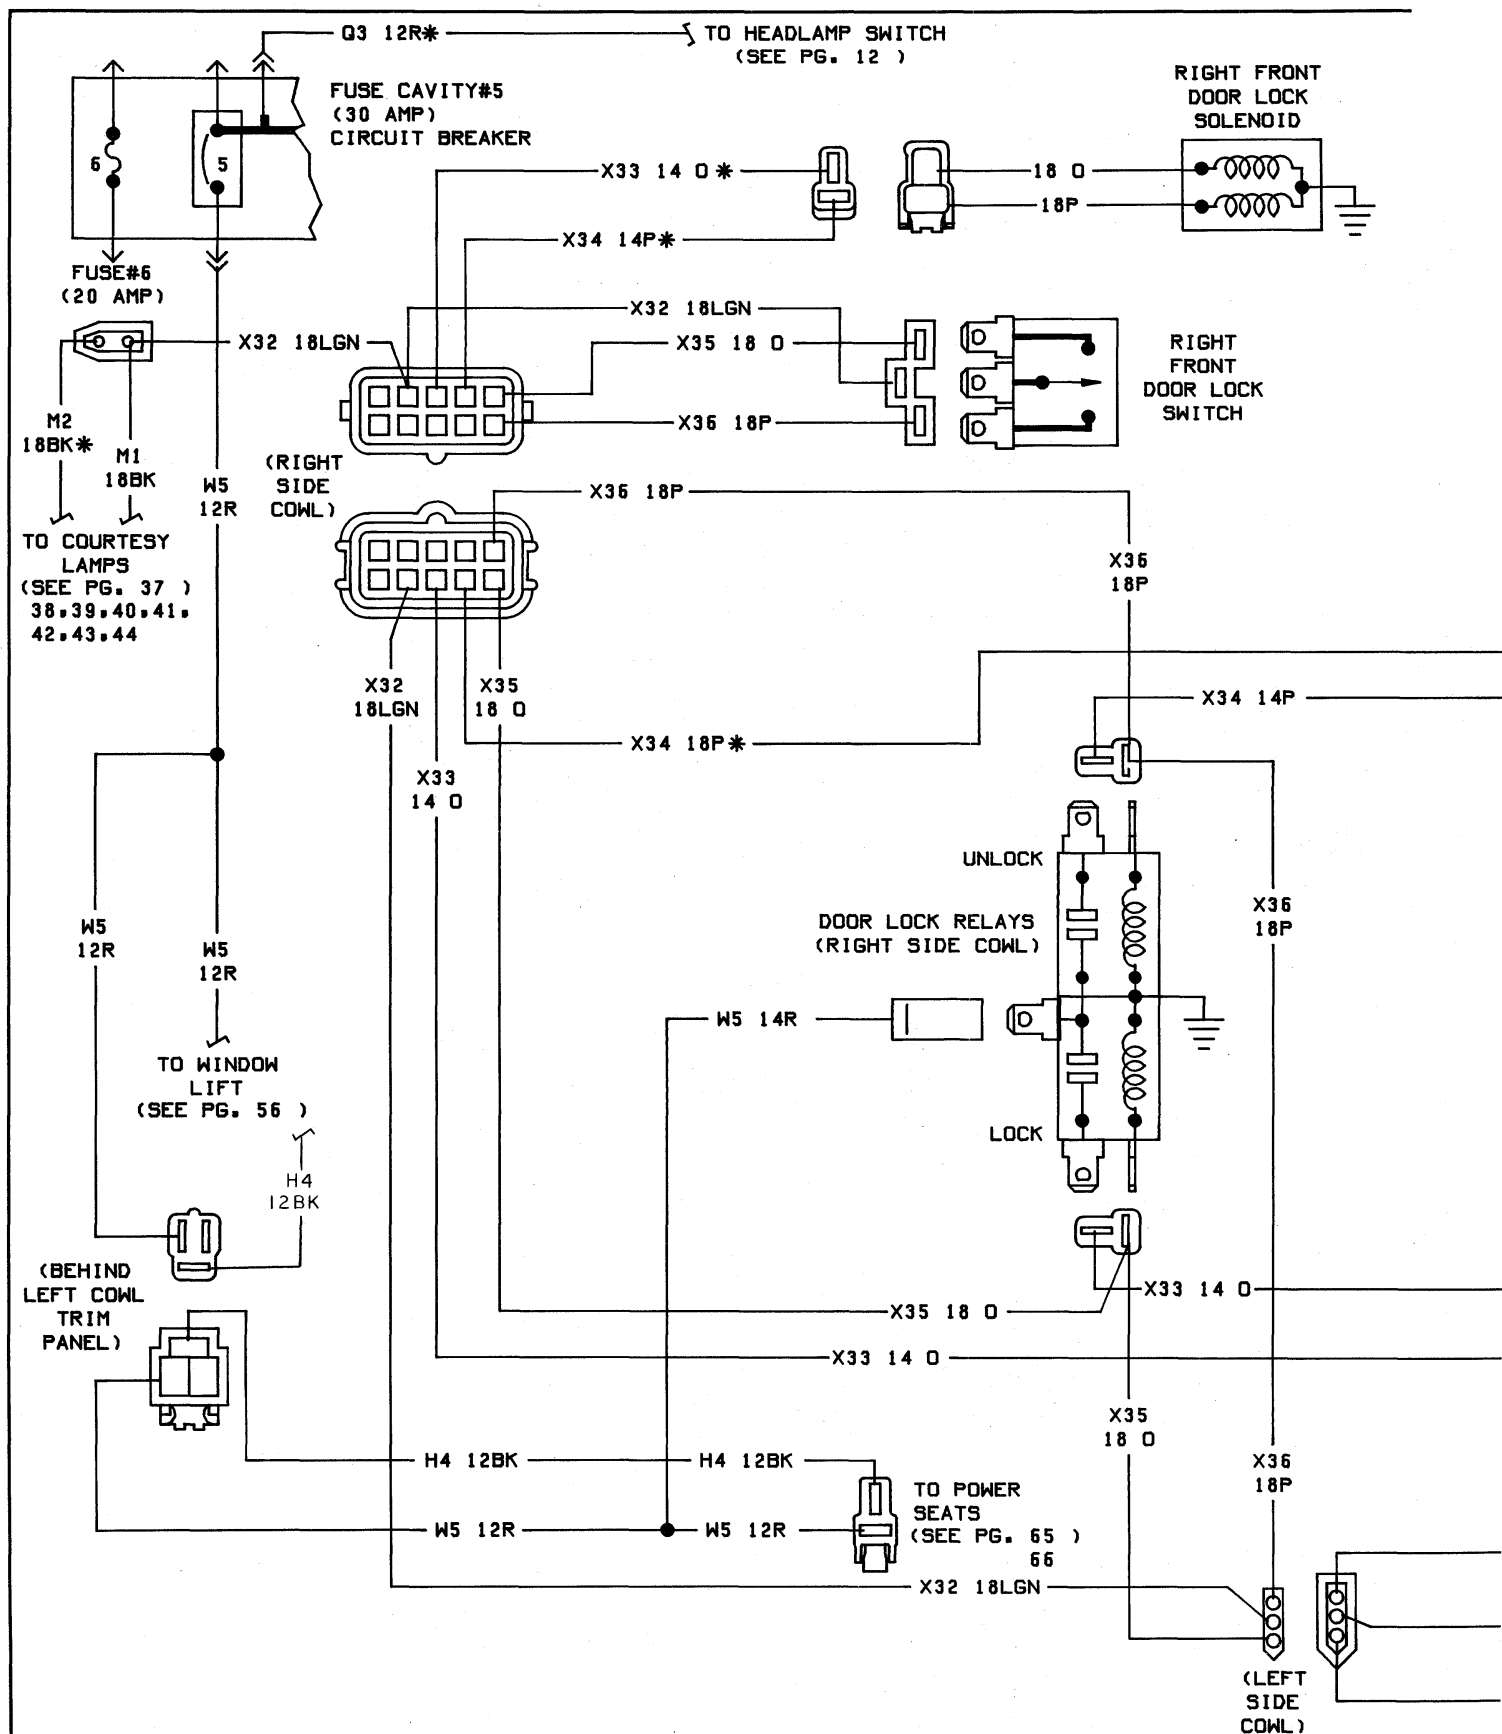 Q3 12R*
TO HEADLAMP SWITCH
(SEE PG. 12 )
FUSE CAVITY#5
(30 AMP)
CIRCUIT BREAKER
6
5
RIGHT FRONT
DOOR LOCK
SOLENOID
X33 14 O*
18 O
18P
X34 14P*
FUSE#6
(20 AMP)
X32 18LGN
X32 18LGN
X35 18 O
RIGHT
FRONT
DOOR LOCK
SWITCH
X36 18P
M2
18BK*
M1
18BK
W5
12R
(RIGHT
SIDE
COWL)
X36 18P
TO COURTESY
LAMPS
(SEE PG. 37 )
38,39,40,41,
42,43,44
X36
18P
X32
18LGN
X35
18 O
X34 14P
X34 18P*
X33
14 O
UNLOCK
DOOR LOCK RELAYS
(RIGHT SIDE COWL)
X36
18P
W5
12R
W5
12R
W5 14R
TO WINDOW
LIFT
(SEE PG. 56 )
LOCK
H4
12BK
(BEHIND
LEFT COWL
TRIM
PANEL)
X33 14 O
X35 18 O
X33 14 O
X35
18 O
H4 12BK
H4 12BK
X36
18P
TO POWER
SEATS
(SEE PG. 65 )
66
W5 12R
W5 12R
X32 18LGN
(LEFT
SIDE
COWL)